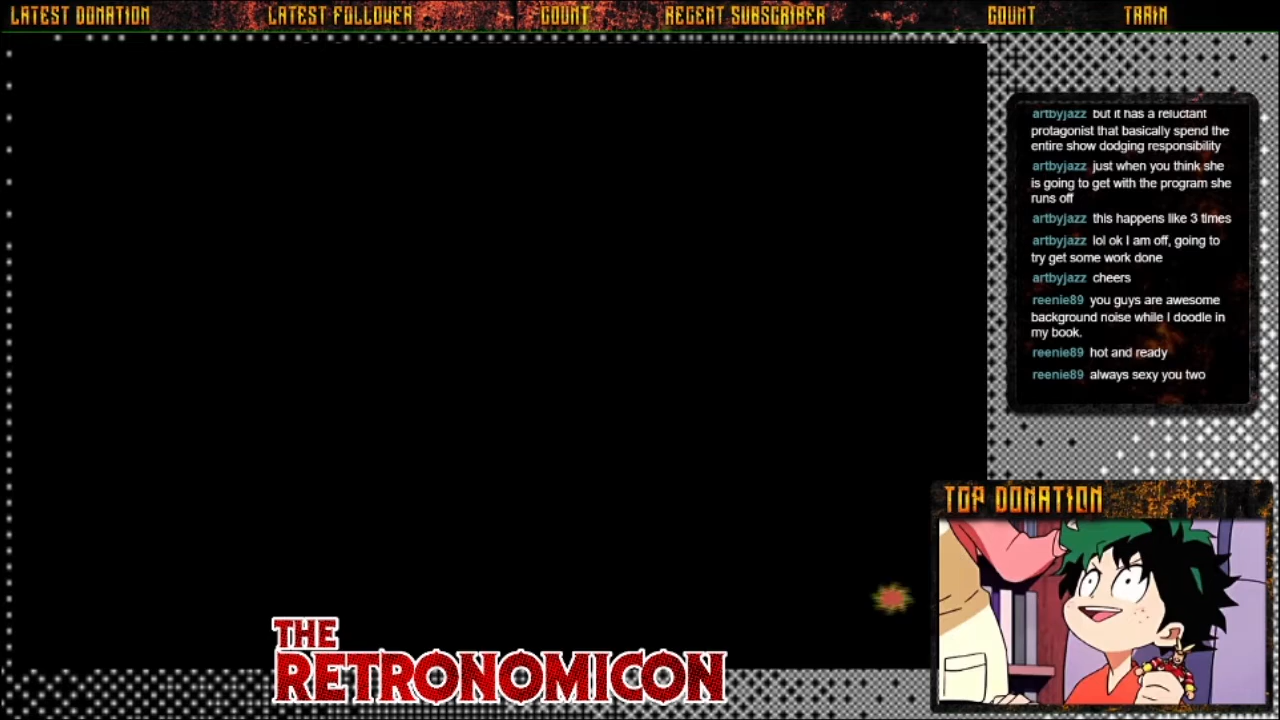 LATEST DONATION LATEST FOLLOWER COUNT RECENT SUBSCRIBER COUNT TRAIN
artbyjazz but it has a reluctant
protagonist that basically spend the
entire show dodging responsibility
artbyjazz just when you think she
is going to get with the program she
runs off
artbyjazz this happens like 3 times
artbyjazz lol ok I am off, going to
try get some work done
artbyjazz cheers
reenie89 you guys are awesome
background noise while I doodle in
my book.
reenie89 hot and ready
reenie89 always sexy you two
TOP DONATION
THE
RETRONOMICON